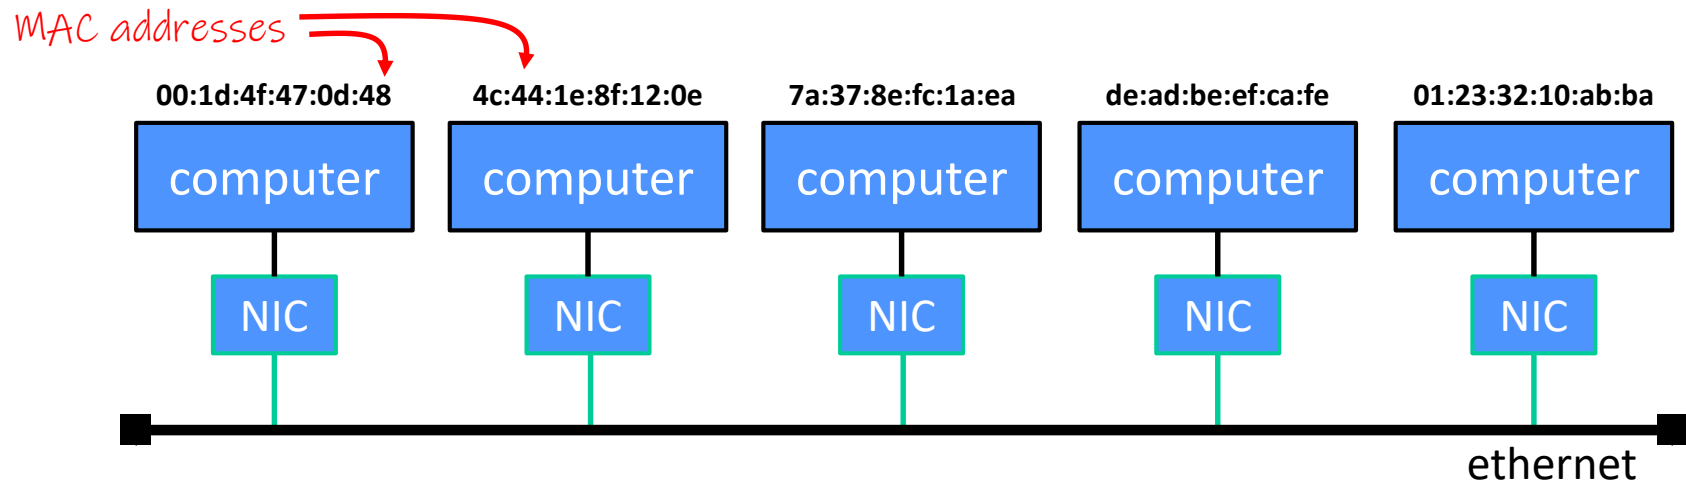 MAC addresses
00:1d:4f:47:0d:48 4c:44:1e:8f:12:0e 7a:37:8e:fc:1a:ea de:ad:be:ef:ca:fe 01:23:32:10:ab:ba
computer computer computer computer computer
NIC NIC NIC NIC NIC
ethernet